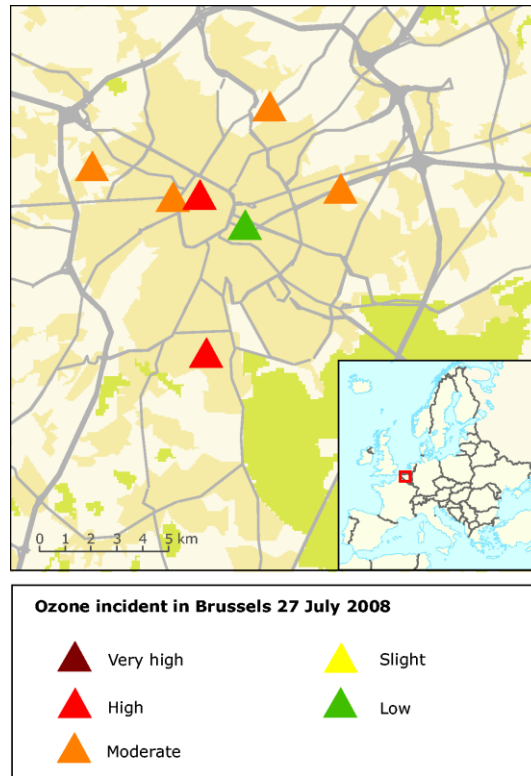 0 1 2 3 4 5 km
Ozone incident in Brussels 27 July 2008
Very high
Slight
High
Low
Moderate